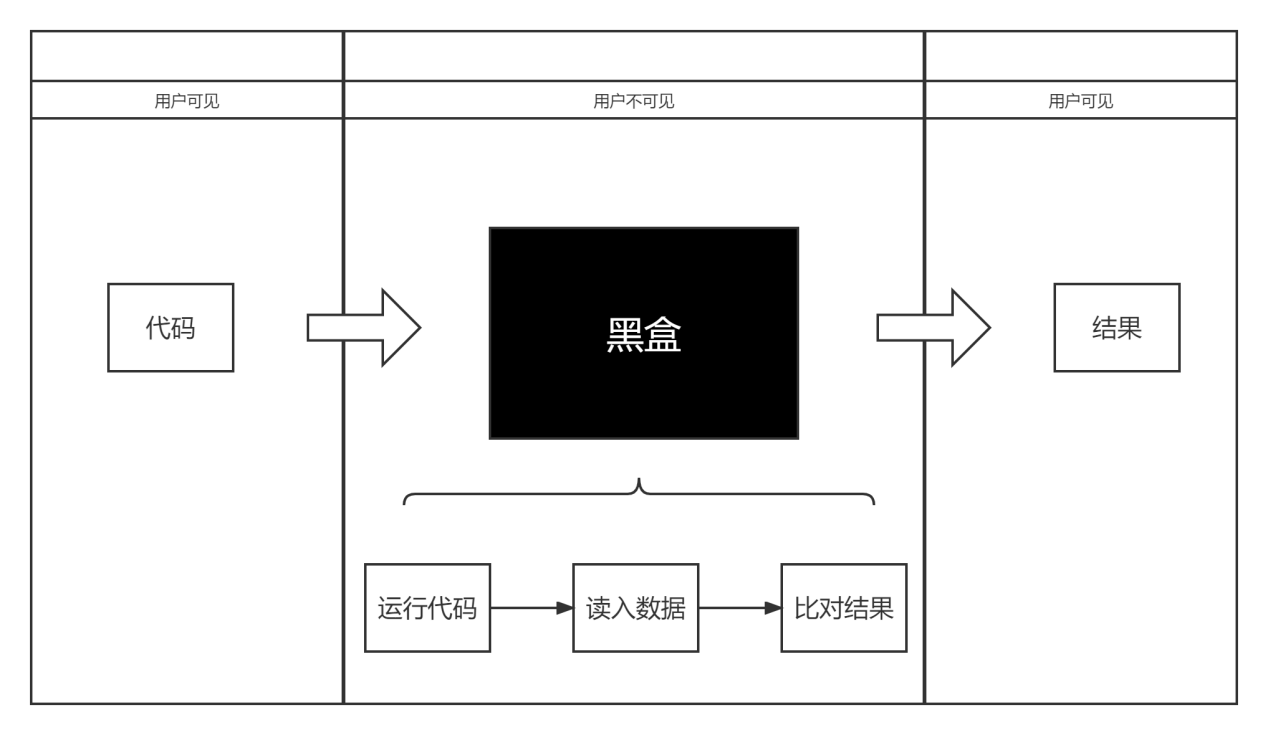 用户可见
用户不可见
用户可见
代码
黑盒
结果
运行代码
读入数据
比对结果